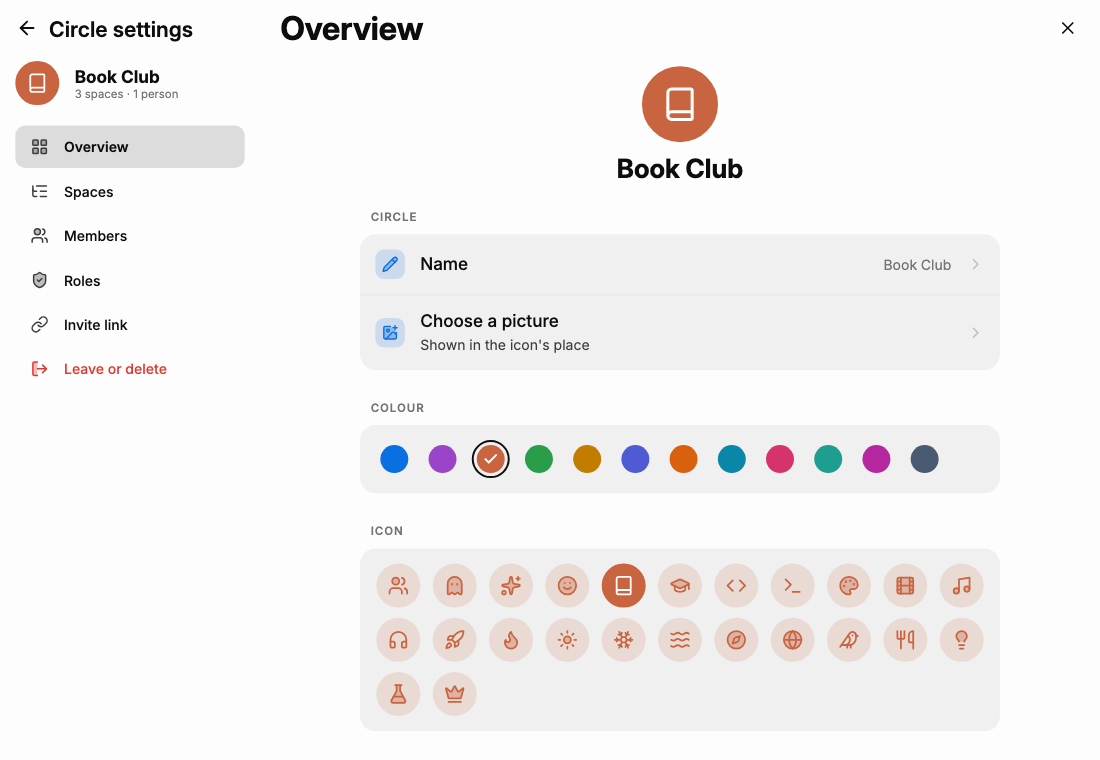 Circle settings
Book Club
3 spaces · 1 person
Overview
Spaces
Members
Roles
Invite link
Leave or delete
Overview
Book Club
CIRCLE
Name
Book Club
Choose a picture
Shown in the icon's place
COLOUR
ICON